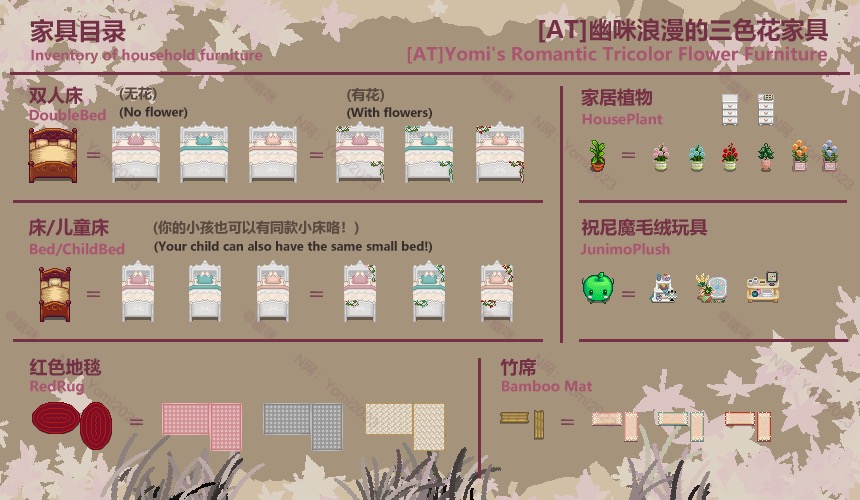 家具目录
Inventory of household furniture
[AT]幽咪浪漫的三色花家具
[AT]Yomi's Romantic Tricolor Flower Furniture
双人床
DoubleBed
(无花)
(No flower)
(有花)
(With flowers)
家居植物
HousePlant
床/儿童床
Bed/ChildBed
(你的小孩也可以有同款小床咯！)
(Your child can also have the same small bed!)
祝尼魔毛绒玩具
JunimoPlush
红色地毯
RedRug
竹席
Bamboo Mat